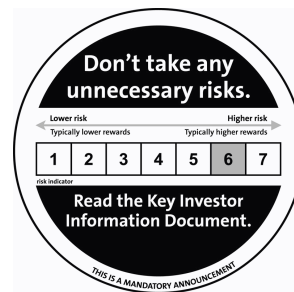 Don't take any
unnecessary risks.
Lower risk Higher risk
Typically lower rewards Typically higher rewards
1 2 3 4 5 6 7
risk indicator
Read the Key Investor
Information Document.
THIS IS A MANDATORY ANNOUNCEMENT